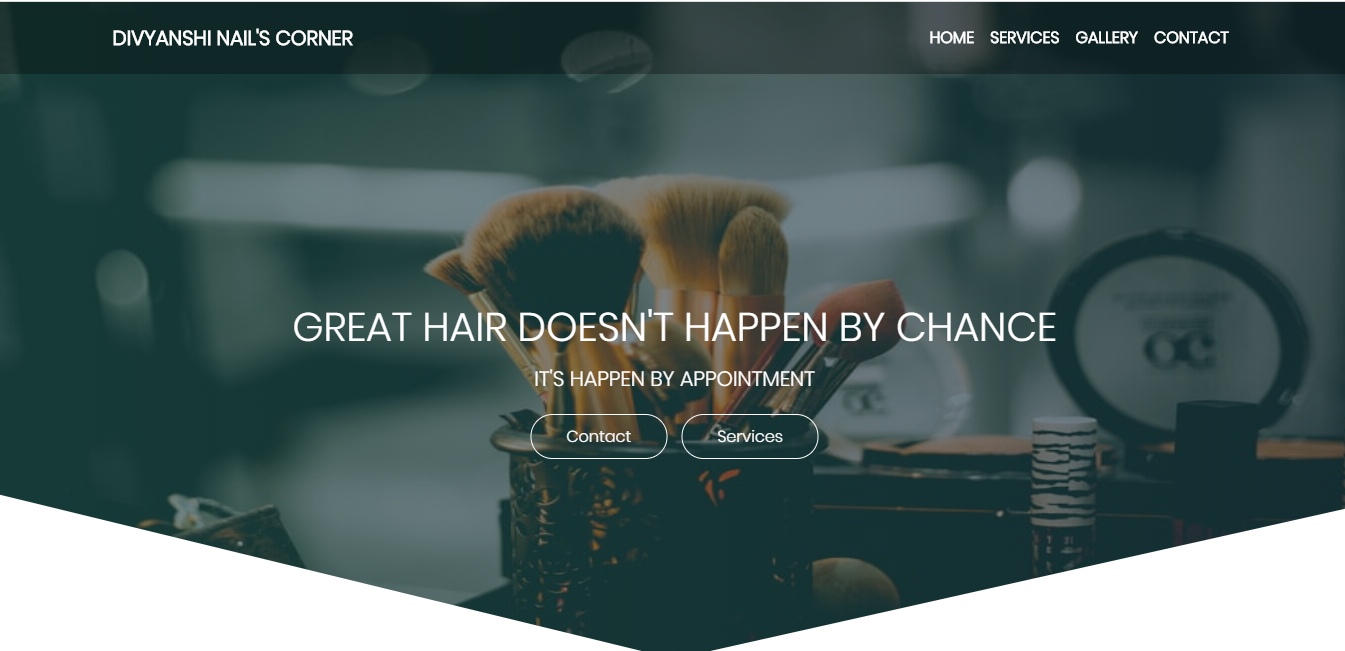 DIVYANSHI NAIL'S CORNER
HOME SERVICES GALLERY CONTACT
GREAT HAIR DOESN'T HAPPEN BY CHANCE
IT'S HAPPEN BY APPOINTMENT
Contact Services